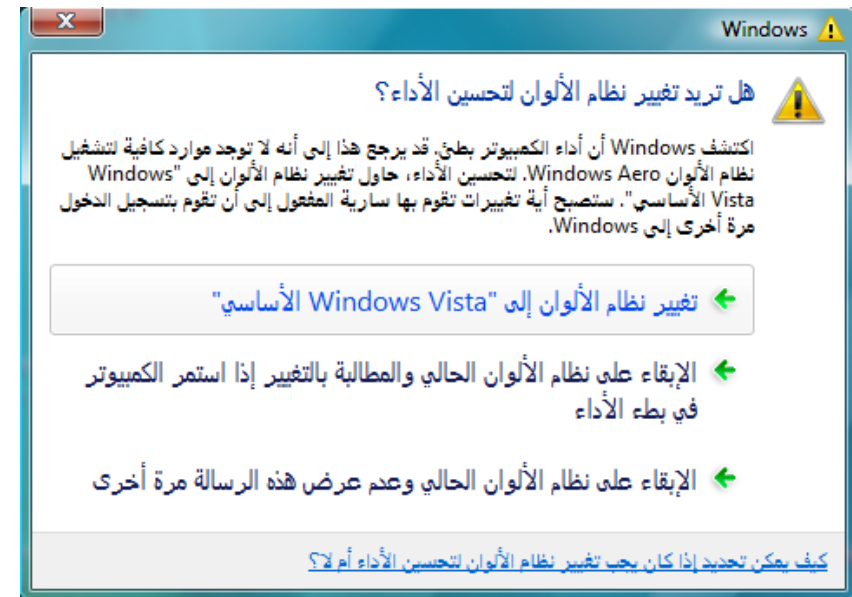 Windows
هل تريد تغيير نظام الألوان لتحسين الأداء؟
اكتشف Windows أن أداء الكمبيوتر بطئ. قد يرجع هذا إلى أنه لا توجد موارد كافية لتشغيل
نظام الألوان Windows Aero. لتحسين الأداء، حاول تغيير نظام الألوان إلى "Windows
Vista الأساسي". ستصبح أية تغييرات تقوم بها سارية المفعول إلى أن تقوم بتسجيل الدخول
مرة أخرى إلى Windows.
تغيير نظام الألوان إلى "Windows Vista الأساسي"
الإبقاء على نظام الألوان الحالي والمطالبة بالتغيير إذا استمر الكمبيوتر
في بطء الأداء
الإبقاء على نظام الألوان الحالي وعدم عرض هذه الرسالة مرة أخرى
كيف يمكن تحديد إذا كان يجب تغيير نظام الألوان لتحسين الأداء أم لا؟